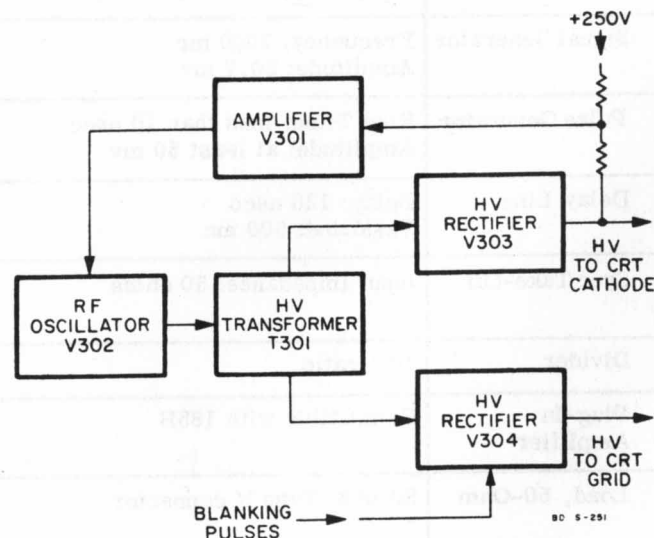 +250V
AMPLIFIER
V301
HV
RECTIFIER
V303
HV
TO CRT
CATHODE
RF
OSCILLATOR
V302
HV
TRANSFORMER
T301
HV
RECTIFIER
V304
HV
TO CRT
GRID
BLANKING
PULSES
BD S-251